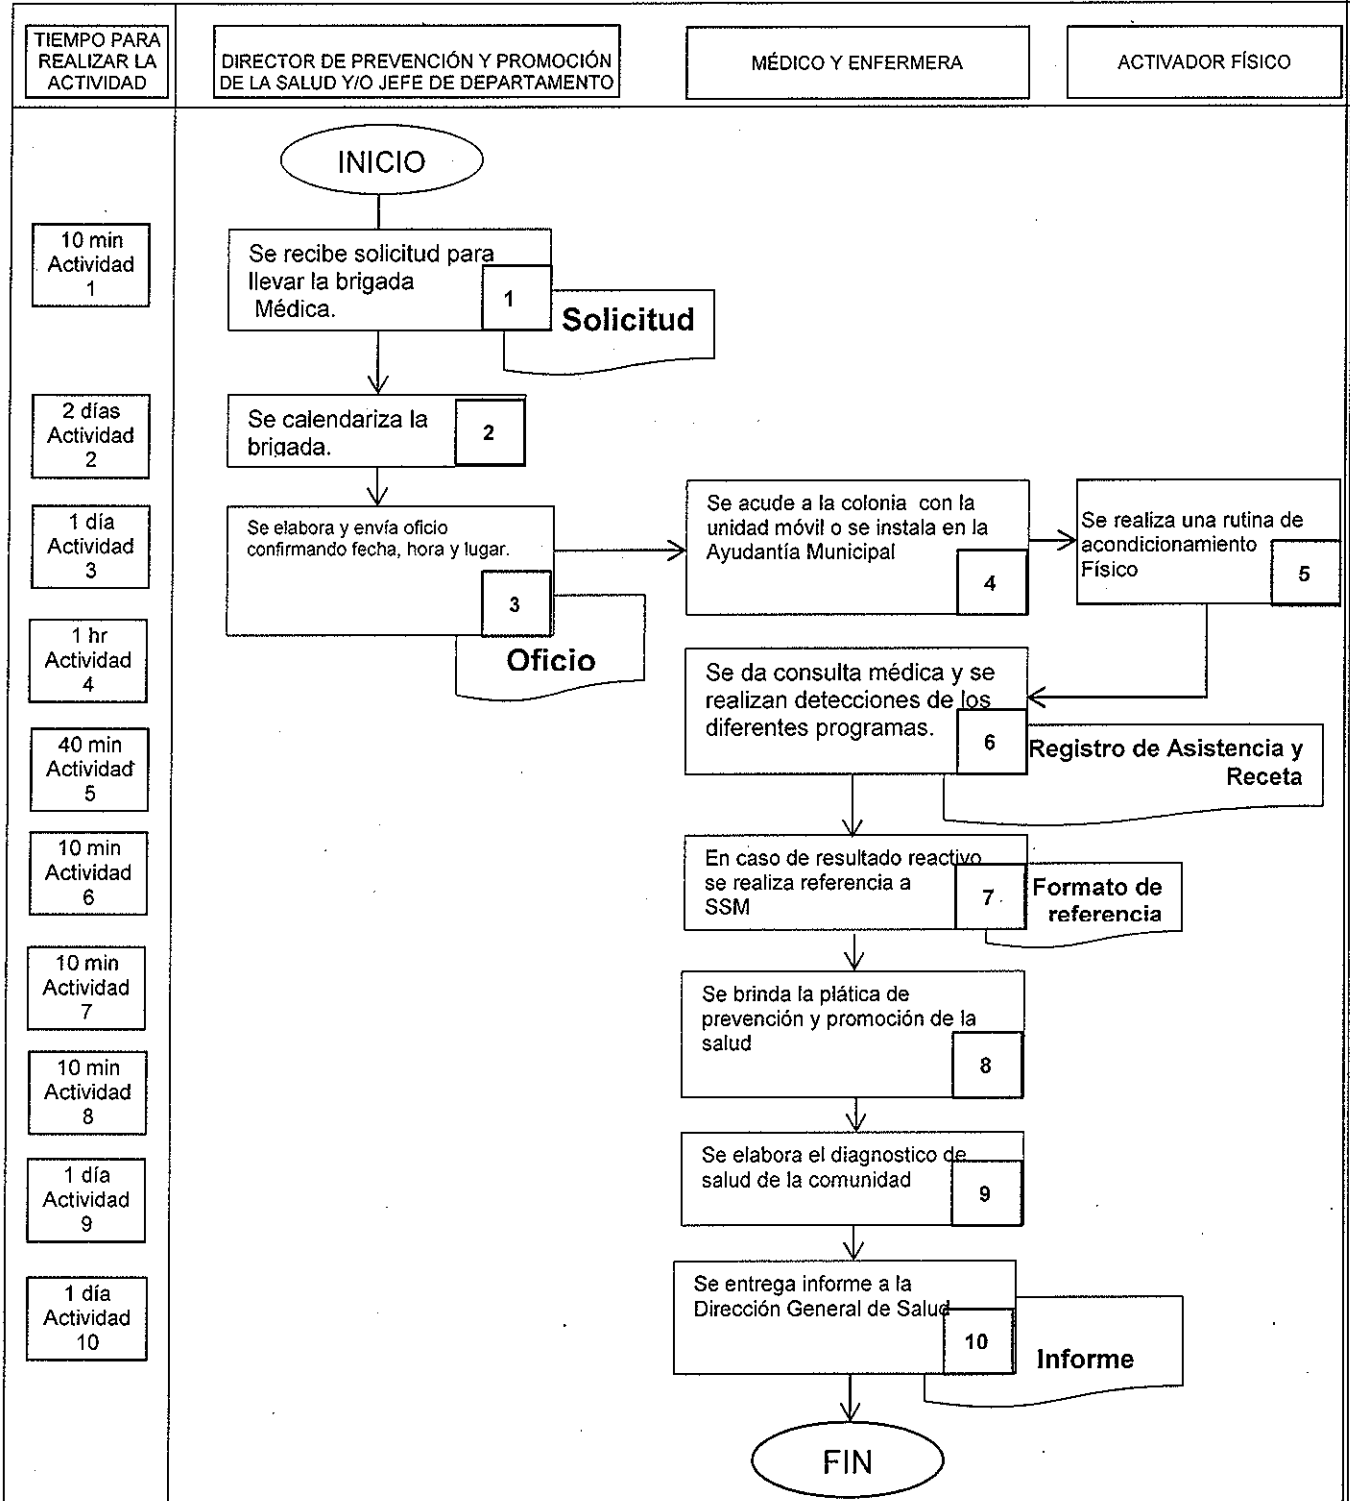 TIEMPO PARA
REALIZAR LA
ACTIVIDAD
DIRECTOR DE PREVENCIÓN Y PROMOCIÓN
DE LA SALUD Y/O JEFE DE DEPARTAMENTO
MÉDICO Y ENFERMERA
ACTIVADOR FÍSICO
INICIO
10 min
Actividad
1
Se recibe solicitud para
llevar la brigada
Médica.
1
Solicitud
2 días
Actividad
2
Se calendariza la
brigada.
2
1 día
Actividad
3
Se elabora y envía oficio
confirmando fecha, hora y lugar.
3
Oficio
Se acude a la colonia con la
unidad móvil o se instala en la
Ayudantía Municipal
4
Se realiza una rutina de
acondicionamiento
Físico
5
1 hr
Actividad
4
Se da consulta médica y se
realizan detecciones de los
diferentes programas.
6
Registro de Asistencia y
Receta
40 min
Actividad
5
10 min
Actividad
6
En caso de resultado reactivo
se realiza referencia a
SSM
7
Formato de
referencia
10 min
Actividad
7
Se brinda la plática de
prevención y promoción de la
salud
8
10 min
Actividad
8
Se elabora el diagnostico de
salud de la comunidad
9
1 día
Actividad
9
Se entrega informe a la
Dirección General de Salud
10
Informe
1 día
Actividad
10
FIN